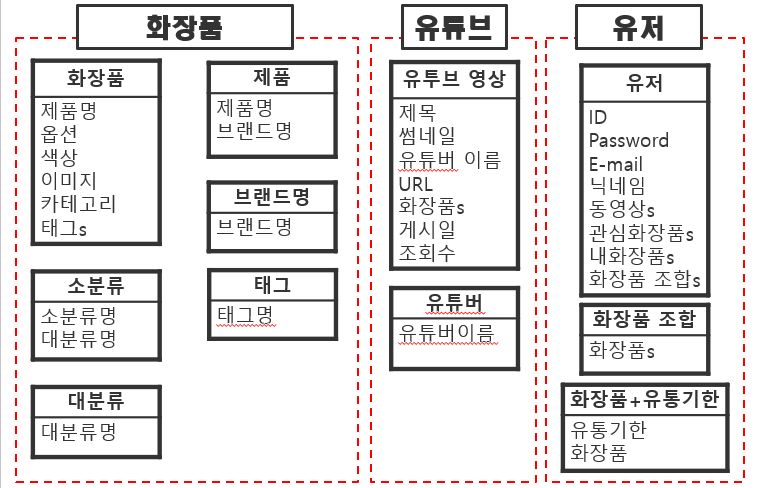 화장품
화장품
제품명
옵션
색상
이미지
카테고리
태그s
제품
제품명
브랜드명
브랜드명
브랜드명
소분류
소분류명
대분류명
태그
태그명
대분류
대분류명
유튜브
유투브 영상
제목
썸네일
유튜버 이름
URL
화장품s
게시일
조회수
유튜버
유튜버이름
유저
유저
ID
Password
E-mail
닉네임
동영상s
관심화장품s
내화장품s
화장품 조합s
화장품 조합
화장품s
화장품+유통기한
유통기한
화장품